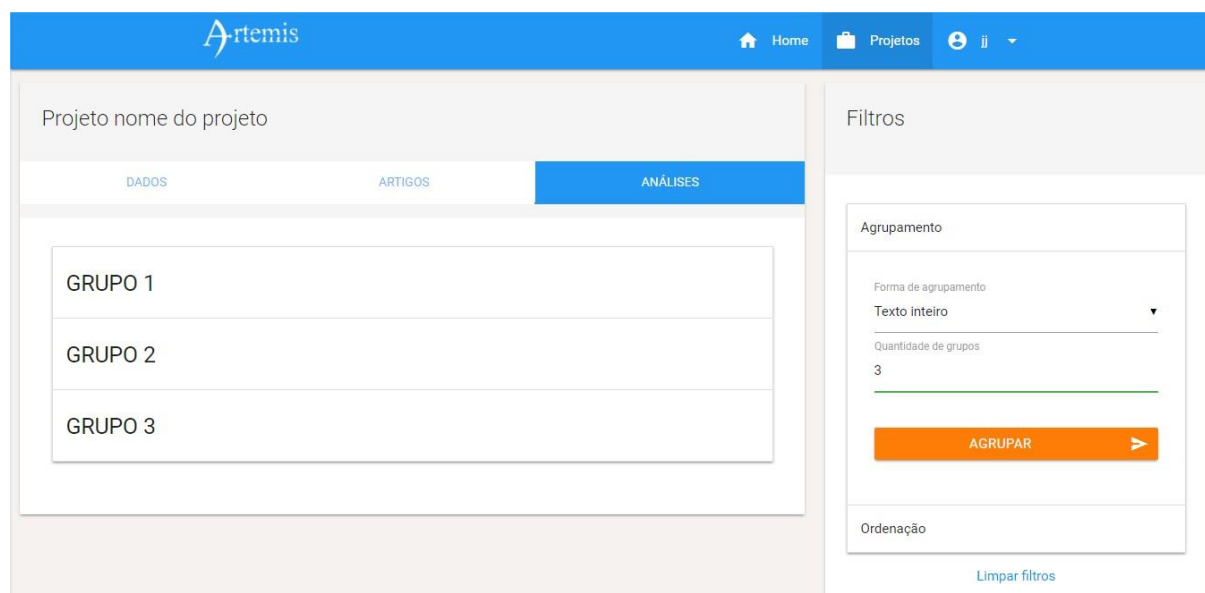 Artemis
Home
Projetos
jj
Projeto nome do projeto
DADOS
ARTIGOS
ANÁLISES
GRUPO 1
GRUPO 2
GRUPO 3
Filtros
Agrupamento
Forma de agrupamento
Texto inteiro
Quantidade de grupos
3
AGRUPAR
Ordenação
Limpar filtros